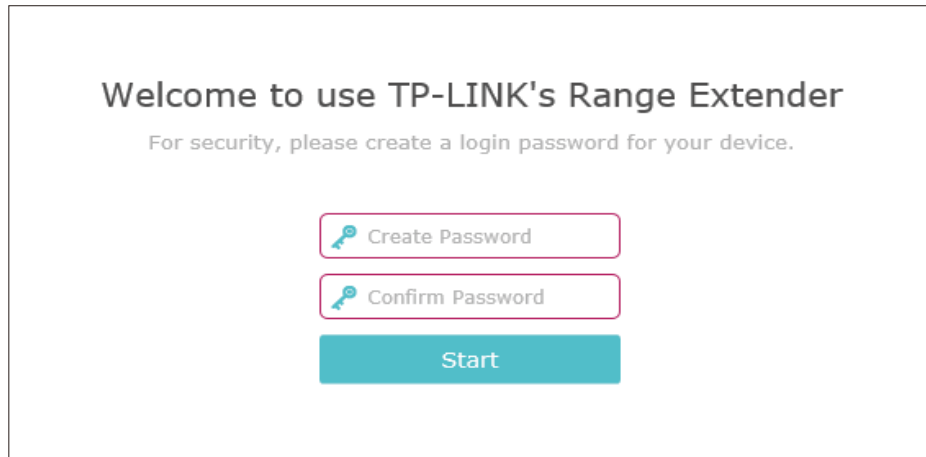 Welcome to use TP-LINK's Range Extender
For security, please create a login password for your device.
Create Password
Confirm Password
Start